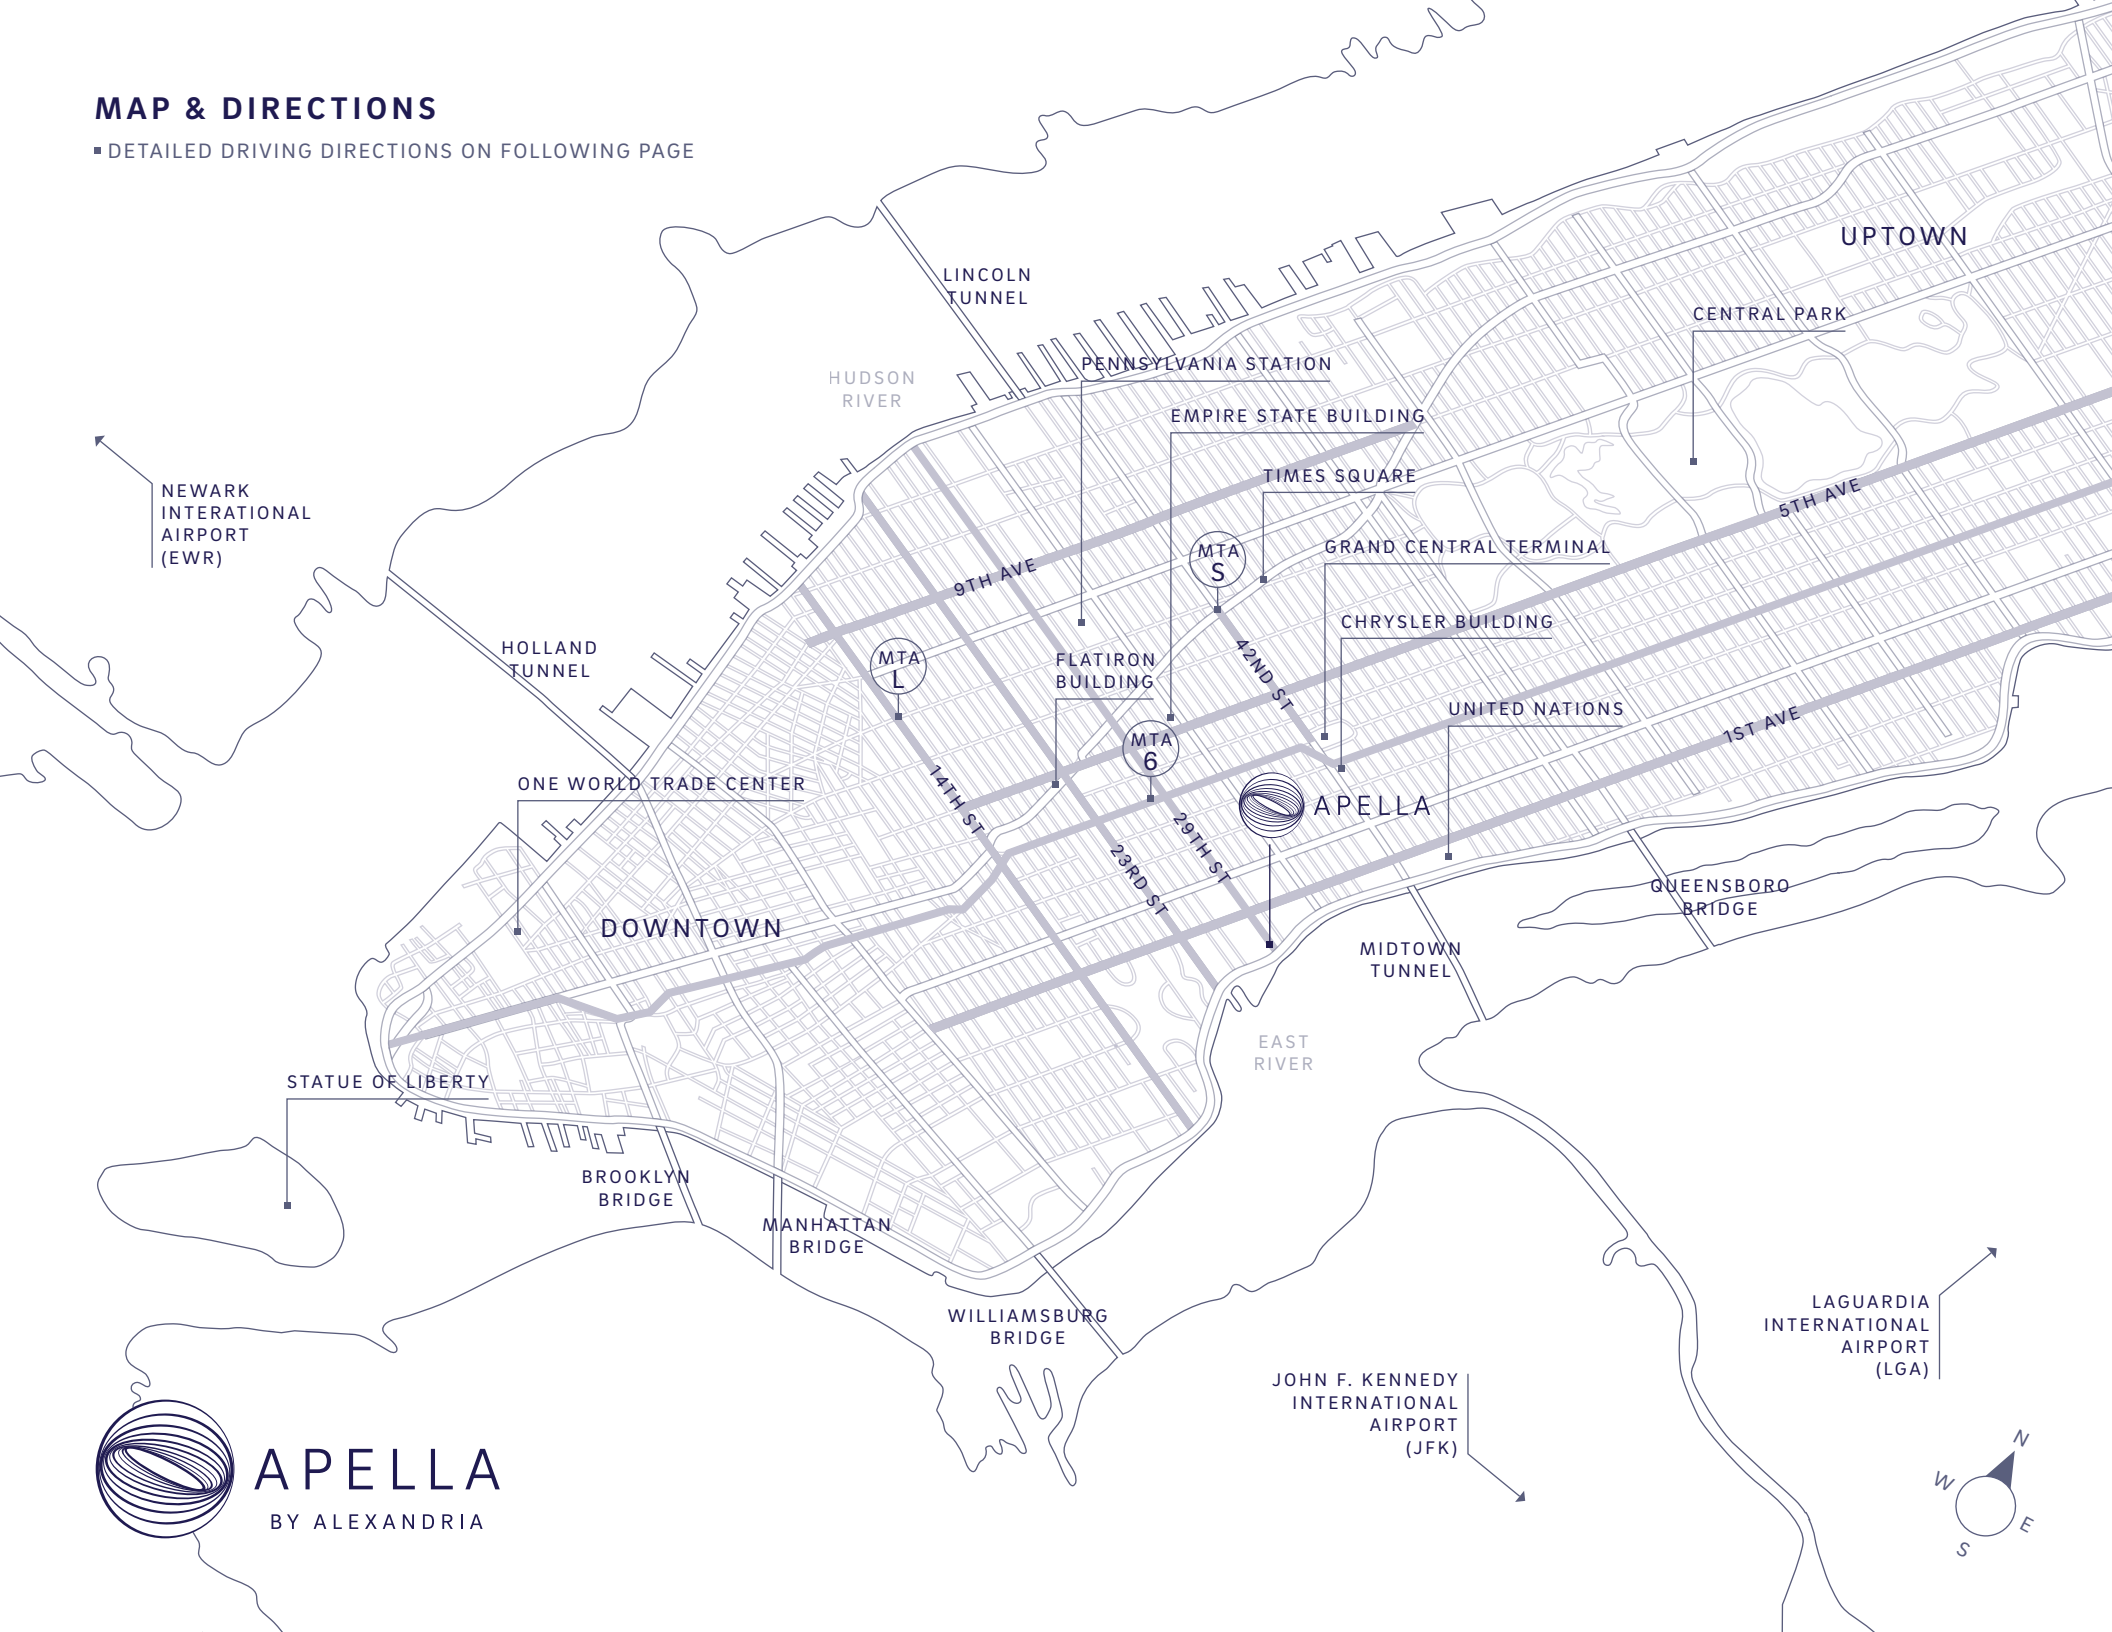 MAP & DIRECTIONS
DETAILED DRIVING DIRECTIONS ON FOLLOWING PAGE
UPTOWN
LINCOLN
TUNNEL
CENTRAL PARK
HUDSON
RIVER
PENNSYLVANIA STATION
EMPIRE STATE BUILDING
TIMES SQUARE
NEWARK
INTERATIONAL
AIRPORT
(EWR)
5TH AVE
9TH AVE
MTA
S
GRAND CENTRAL TERMINAL
CHRYSLER BUILDING
HOLLAND
TUNNEL
MTA
L
FLATIRON
BUILDING
42ND ST
UNITED NATIONS
1ST AVE
MTA
6
ONE WORLD TRADE CENTER
14TH ST
APELLA
29TH ST
23RD ST
QUEENSBORO
BRIDGE
DOWNTOWN
MIDTOWN
TUNNEL
EAST
RIVER
STATUE OF LIBERTY
BROOKLYN
BRIDGE
MANHATTAN
BRIDGE
WILLIAMSBURG
BRIDGE
LAGUARDIA
INTERNATIONAL
AIRPORT
(LGA)
JOHN F. KENNEDY
INTERNATIONAL
AIRPORT
(JFK)
N
W
E
S
APELLA
BY ALEXANDRIA